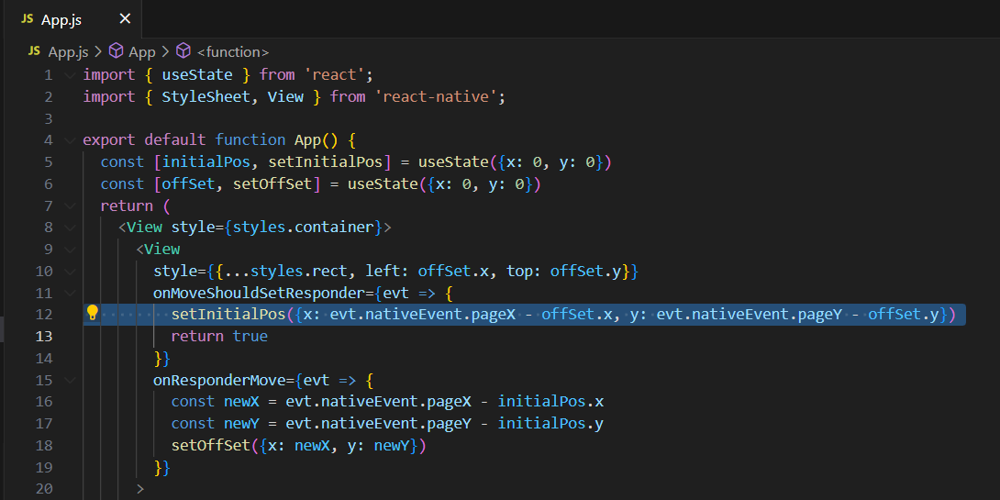 JS App.js ×
JS App.js > App > <function>
1 import { useState } from 'react';
2 import { StyleSheet, View } from 'react-native';
3
4 export default function App() {
5 const [initialPos, setInitialPos] = useState({x: 0, y: 0})
6 const [offSet, setOffSet] = useState({x: 0, y: 0})
7 return (
8 <View style={styles.container}>
9 <View
10 style={{...styles.rect, left: offSet.x, top: offSet.y}}
11 onMoveShouldSetResponder={evt => {
12 setInitialPos({x: evt.nativeEvent.pageX - offSet.x, y: evt.nativeEvent.pageY - offSet.y})
13 return true
14 }}
15 onResponderMove={evt => {
16 const newX = evt.nativeEvent.pageX - initialPos.x
17 const newY = evt.nativeEvent.pageY - initialPos.y
18 setOffSet({x: newX, y: newY})
19 }}
20 >